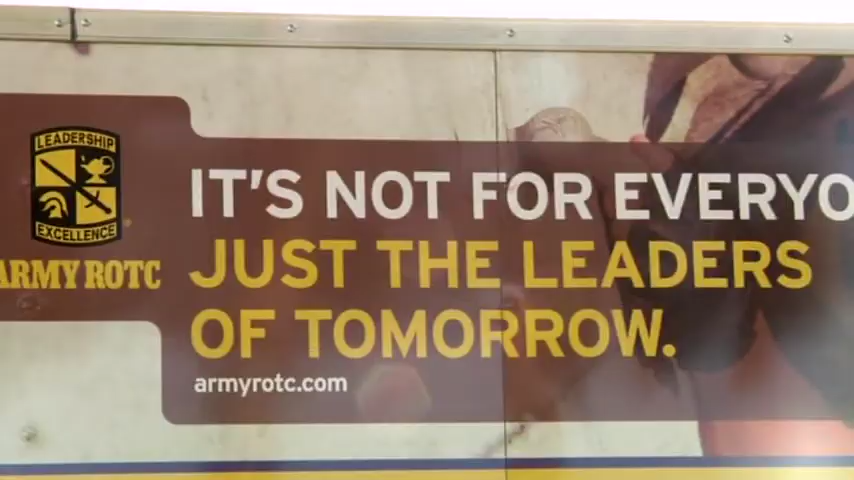 LEADERSHIP
EXCELLENCE
ARMY ROTC
IT'S NOT FOR EVERYO
JUST THE LEADERS
OF TOMORROW.
armyrotc.com